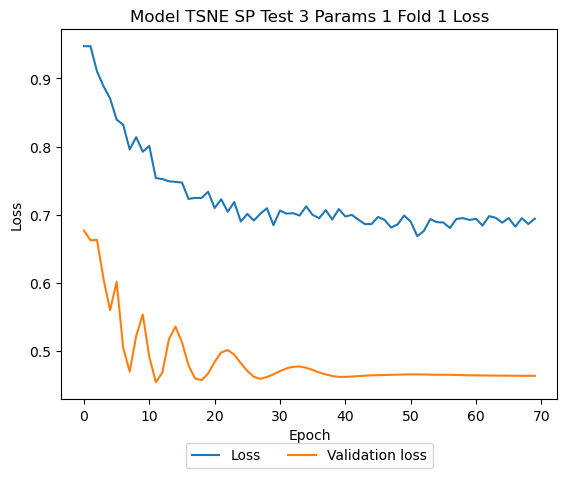 Model TSNE SP Test 3 Params 1 Fold 1 Loss
0.9
0.8
0.7
0.6
0.5
Loss
0 10 20 30 40 50 60 70
Epoch
Loss Validation loss